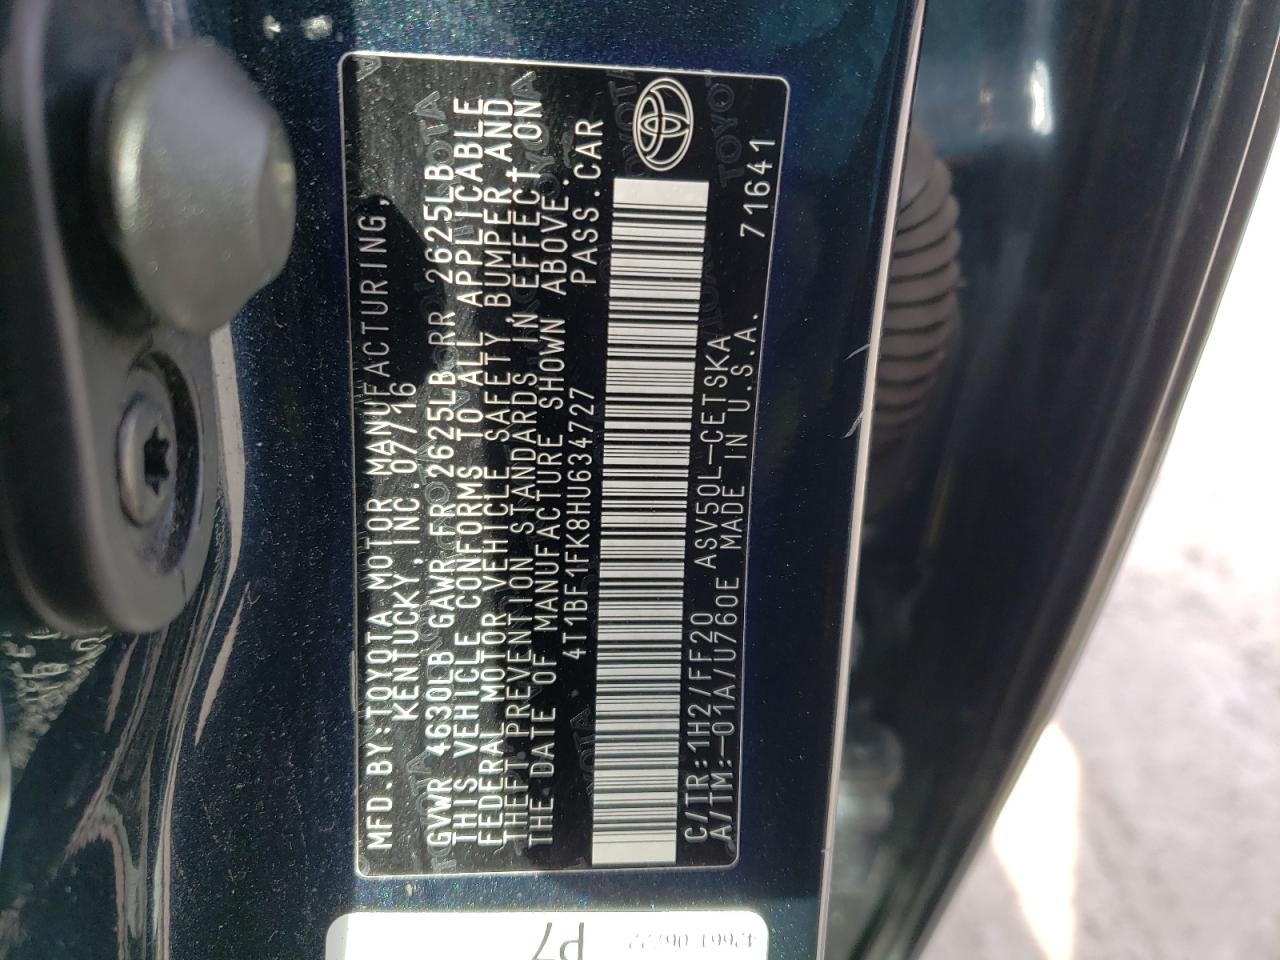 MFD.BY:TOYOTA MOTOR MANUFACTURING,
KENTUCKY,INC.07/16
GVWR 4630LB GAWR FR 2625LB RR 2625LB
THIS VEHICLE CONFORMS TO ALL APPLICABLE
FEDERAL MOTOR VEHICLE SAFETY,BUMPER,AND
THEFT PREVENTION STANDARDS IN EFFECT ON
THE DATE OF MANUFACTURE SHOWN ABOVE.
4T1BF1FK8HU634727 PASS.CAR
C/TR:1H2/FF20 ASV50L-CETSKA
A/TM:-01A/U760E MADE IN U.S.A. 71641
P7